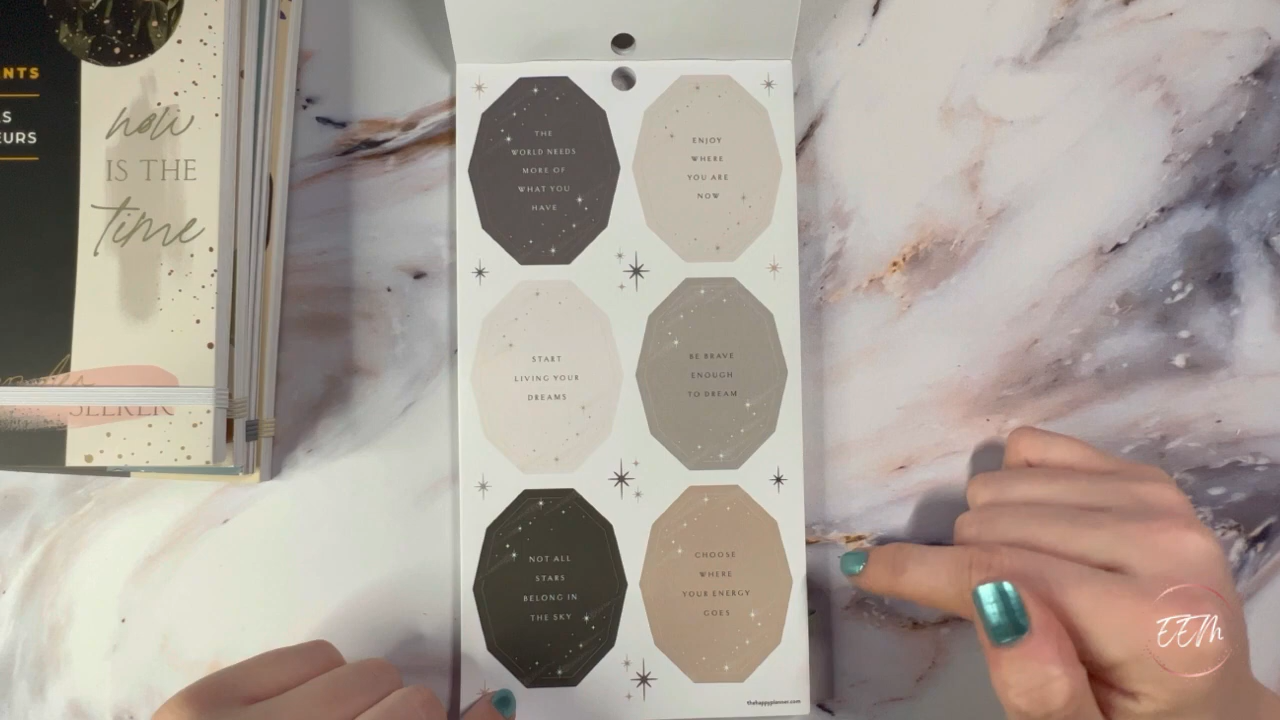 NTS
S
EURS
now
IS THE
time
SEEKER
THE
WORLD NEEDS
MORE OF
WHAT YOU
HAVE
ENJOY
WHERE
YOU ARE
NOW
START
LIVING YOUR
DREAMS
BE BRAVE
ENOUGH
TO DREAM
NOT ALL
STARS
BELONG IN
THE SKY
CHOOSE
WHERE
YOUR ENERGY
GOES
thehappyplanner.com
EEM